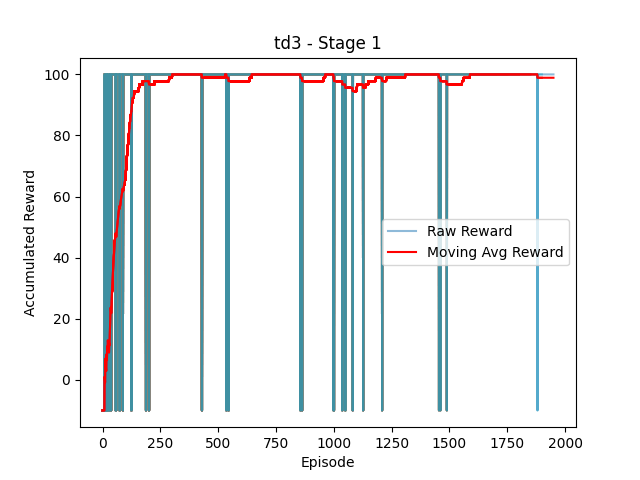 td3 - Stage 1
100
80
60
40
20
0
Accumulated Reward
Raw Reward
Moving Avg Reward
0 250 500 750 1000 1250 1500 1750 2000
Episode